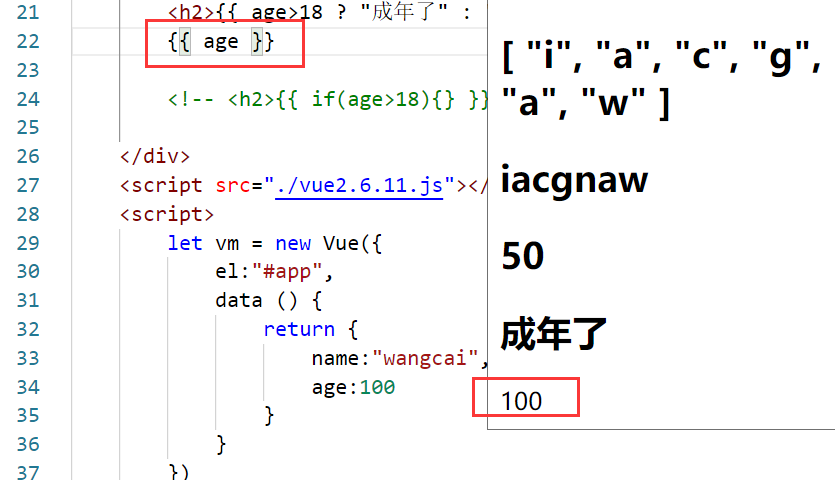 21 <h2>{{ age>18 ? "成年了" :
22 {{ age }}
23
24 <!-- <h2>{{ if(age>18){} }}
25
26 </div>
27 <script src="./vue2.6.11.js"></
28 <script>
29 let vm = new Vue({
30 el:"#app",
31 data () {
32 return {
33 name:"wangcai",
34 age:100
35 }
36 }
37 })
[ "i", "a", "c", "g",
"a", "w" ]
iacgnaw
50
成年了
100